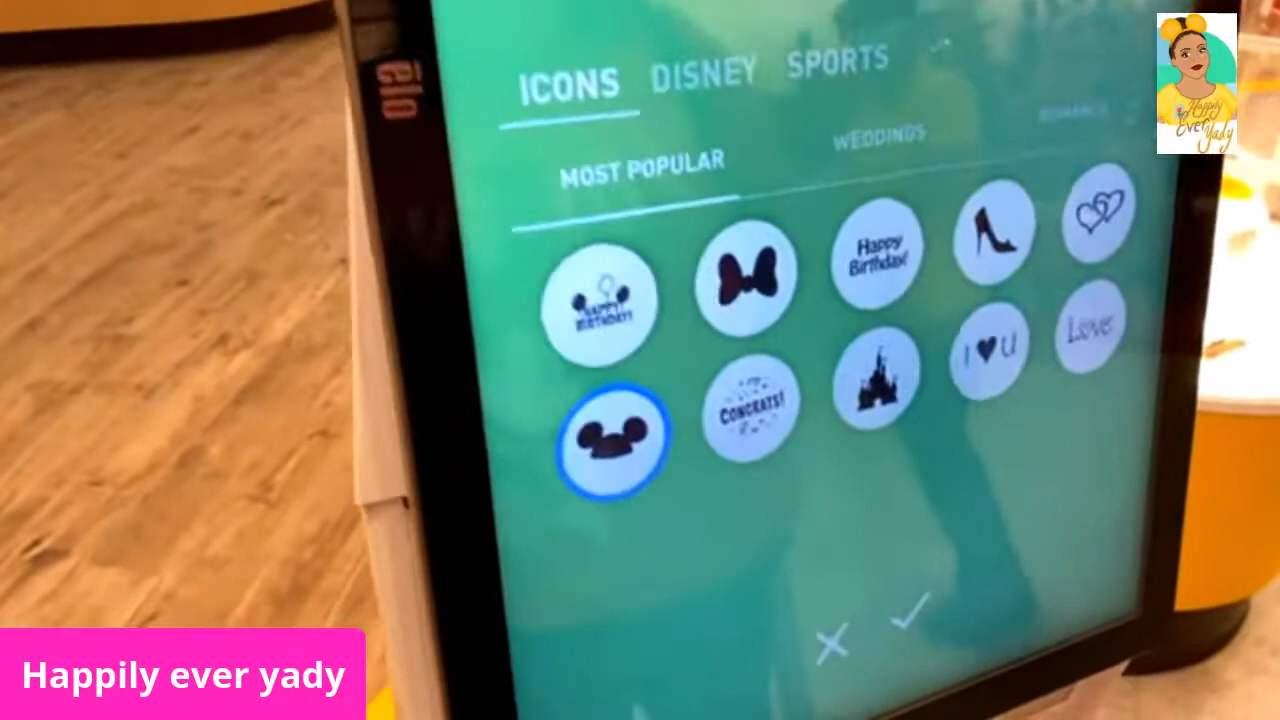 elo
ICONS DISNEY SPORTS
MOST POPULAR WEDDINGS ROMANCE
HAPPY
BIRTHDAY!
Happy
Birthday!
CONGRATS!
I ♥ U
Love
Happily ever yady
Happily
Ever
Yady